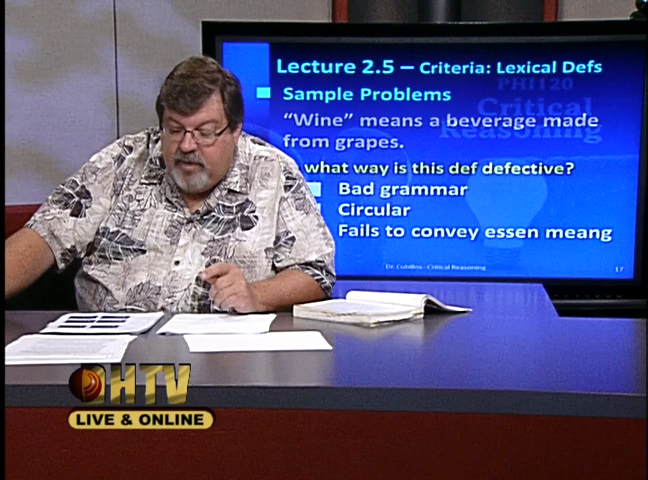 Lecture 2.5 – Criteria: Lexical Defs
PHI120
Critical
Reasoning
Sample Problems
“Wine” means a beverage made
from grapes.
what way is this def defective?
Bad grammar
Circular
Fails to convey essen meang
Dr. Cubillos - Critical Reasoning
17
HTV
LIVE & ONLINE